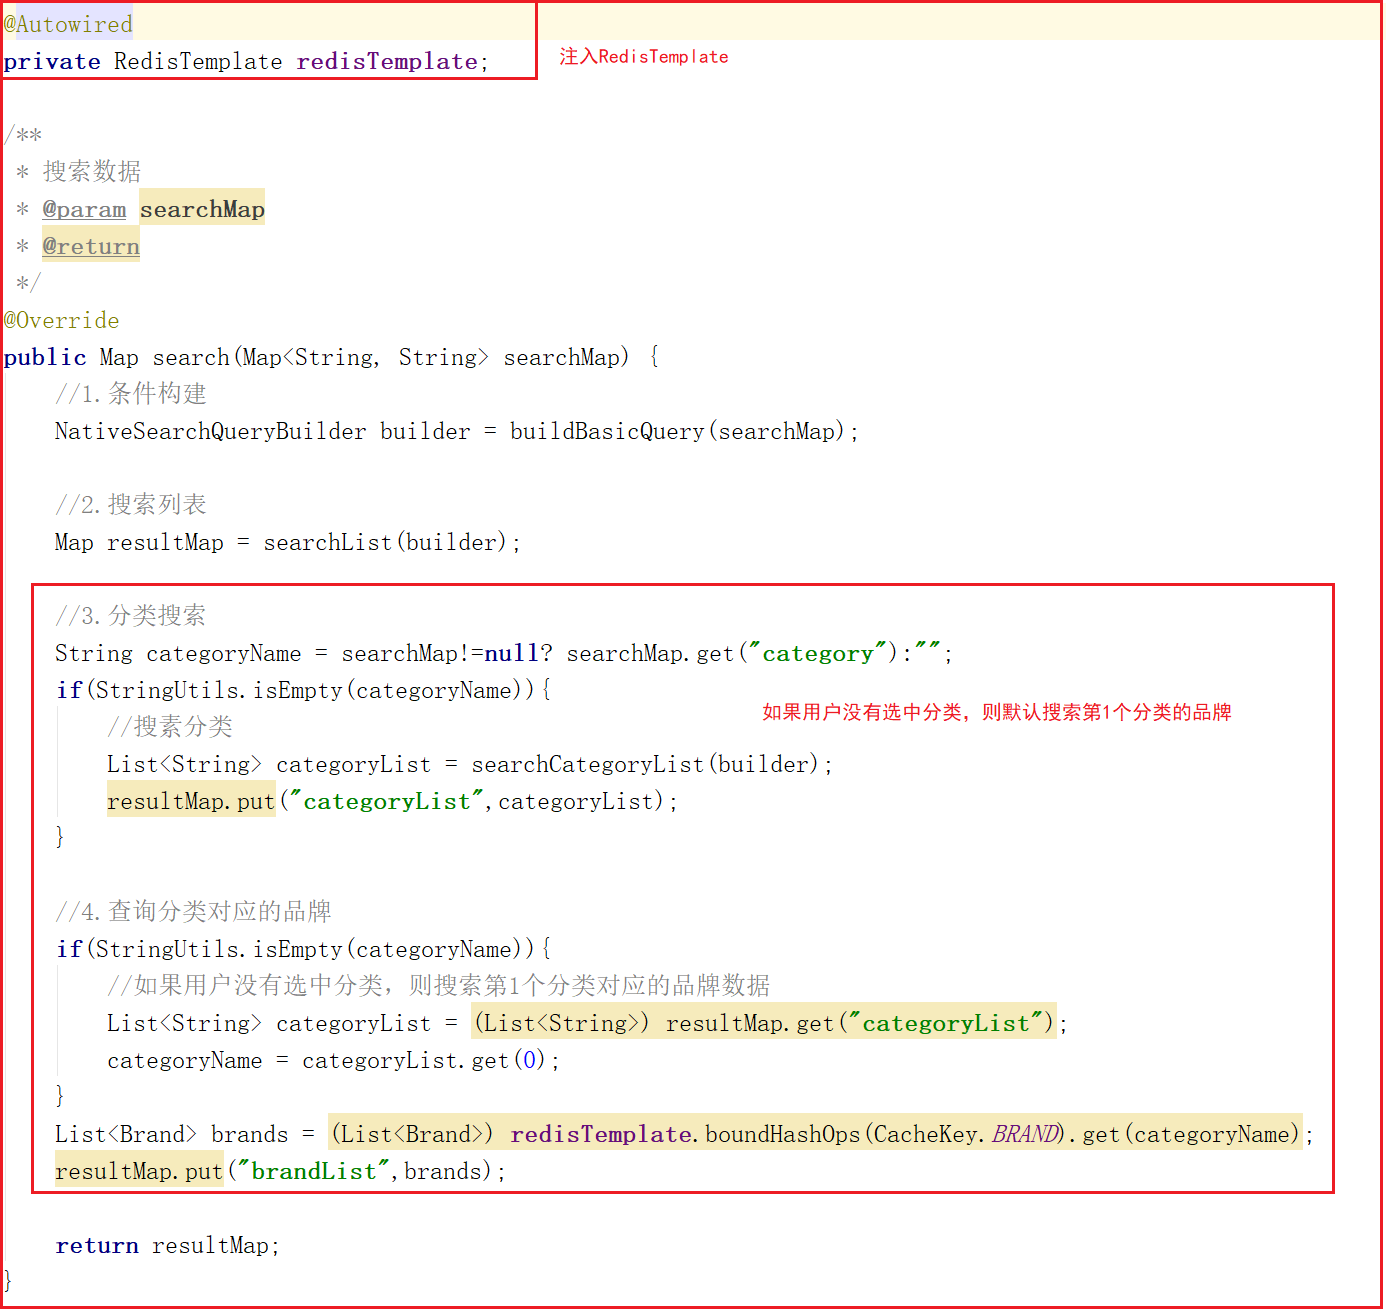 @Autowired
private RedisTemplate redisTemplate;
注入RedisTemplate
/**
* 搜索数据
* @param searchMap
* @return
*/
@Override
public Map search(Map<String, String> searchMap) {
//1.条件构建
NativeSearchQueryBuilder builder = buildBasicQuery(searchMap);
//2.搜索列表
Map resultMap = searchList(builder);
//3.分类搜索
String categoryName = searchMap!=null? searchMap.get("category"):"";
if(StringUtils.isEmpty(categoryName)){
如果用户没有选中分类，则默认搜索第1个分类的品牌
//搜素分类
List<String> categoryList = searchCategoryList(builder);
resultMap.put("categoryList",categoryList);
}
//4.查询分类对应的品牌
if(StringUtils.isEmpty(categoryName)){
//如果用户没有选中分类，则搜索第1个分类对应的品牌数据
List<String> categoryList = (List<String>) resultMap.get("categoryList");
categoryName = categoryList.get(0);
}
List<Brand> brands = (List<Brand>) redisTemplate.boundHashOps(CacheKey.BRAND).get(categoryName);
resultMap.put("brandList",brands);
return resultMap;
}